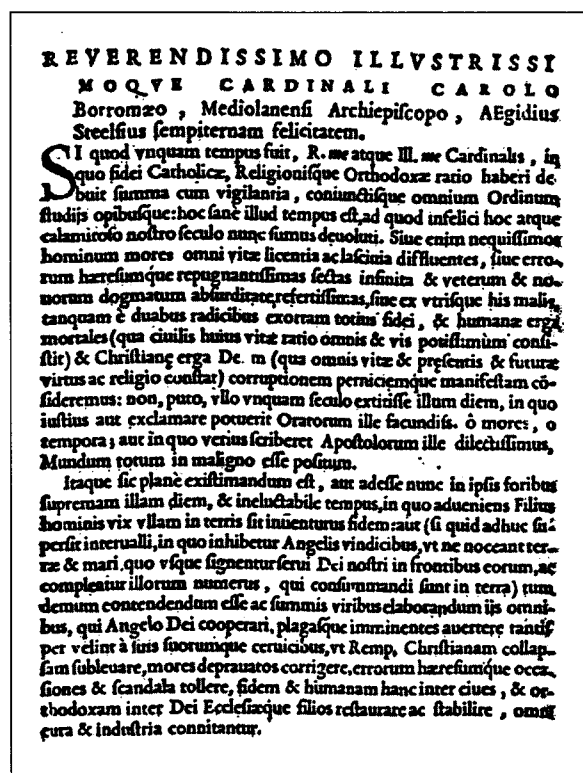 REVERENDISSIMO ILLVSTRISSI
MOQVE CARDINALI CAROLO
Borromæo, Mediolanensi Archiepiscopo, AEgidius
Steelsius sempiternam felicitatem.
SI quod vnquam tempus fuit, R. me atque Ill. me Cardinalis, in
quo fidei Catholicæ, Religionisque Orthodoxæ ratio haberi de
buit summa cum vigilantia, coniunctisque omnium Ordinum
studijs opibusque: hoc sanè illud tempus est, ad quod infelici hoc atque
calamitoso nostro seculo nunc sumus deuoluti. Siue enim nequissimos
hominum mores omni vitæ licentia ac lasciuia diffluentes, siue erro-
rum hæresumque repugnantissimas sectas infinita & veterum & no-
uorum dogmatum absurditate, refertissimas, siue ex vtrisque his malis,
tanquam è duabus radicibus exortam totius fidei, & humanæ erga
mortales (qua ciuilis huius vitæ ratio omnis & vis potissimùm consi-
stit) & Christianę erga De. m (qua omnis vitæ & pręsentis & futuræ
virtus ac religio constat) corruptionem perniciemque manifestam cō-
sideremus: non, puto, vllo vnquam seculo extitisse illum diem, in quo
iustius aut exclamare potuerit Oratorum ille facundiss. ò mores, o
tempora; aut in quo verius scriberet Apostolorum ille dilectissimus,
Mundum totum in maligno esse positum.
Itaque sic planè existimandum est, aut adesse nunc in ipsis foribus
supremam illam diem, & ineluctabile tempus, in quo adueniens Filius
hominis vix vllam in terris sit inuenturus fidem: aut (si quid adhuc su-
persit interualli, in quo inhibetur Angelis vindicibus, vt ne noceant ter-
ræ & mari, quo vsque signentur serui Dei nostri in frontibus eorum, ac
compleatur illorum numerus, qui consummandi sunt in terra) tum
demum contendendum esse ac summis viribus elaborandum ijs omni-
bus, qui Angelo Dei cooperari, plagasque imminentes auertere tantis-
per velint à suis suorumque ceruicibus, vt Remp. Christianam collap-
sam subleuare, mores deprauatos corrigere, errorum hæresumque occa-
siones & scandala tollere, fidem & humanam hanc inter ciues, & or-
thodoxam inter Dei Ecclesiæque filios restaurare ac stabilire, omni
cura & industria connitantur.